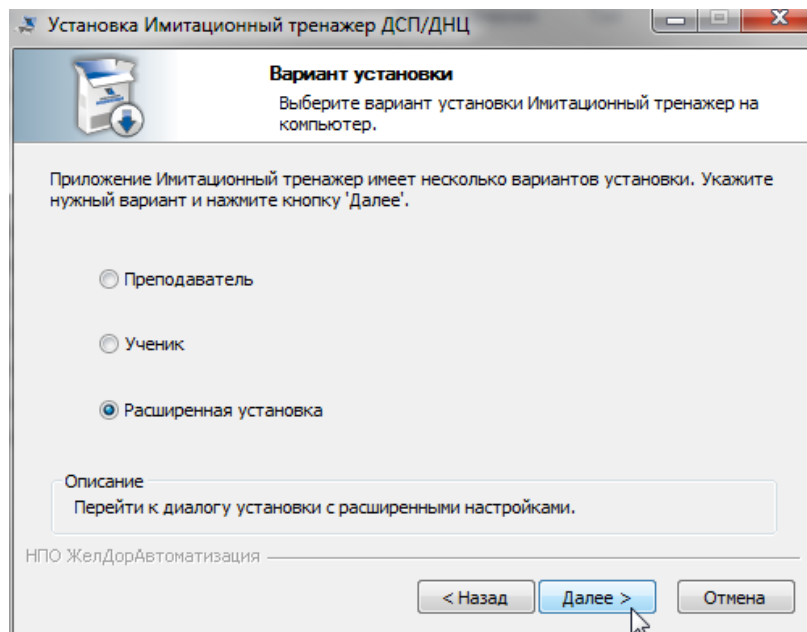 Установка Имитационный тренажер ДСП/ДНЦ
Вариант установки
Выберите вариант установки Имитационный тренажер на
компьютер.
Приложение Имитационный тренажер имеет несколько вариантов установки. Укажите
нужный вариант и нажмите кнопку 'Далее'.
Преподаватель
Ученик
Расширенная установка
Описание
Перейти к диалогу установки с расширенными настройками.
НПО ЖелДорАвтоматизация
< Назад
Далее >
Отмена